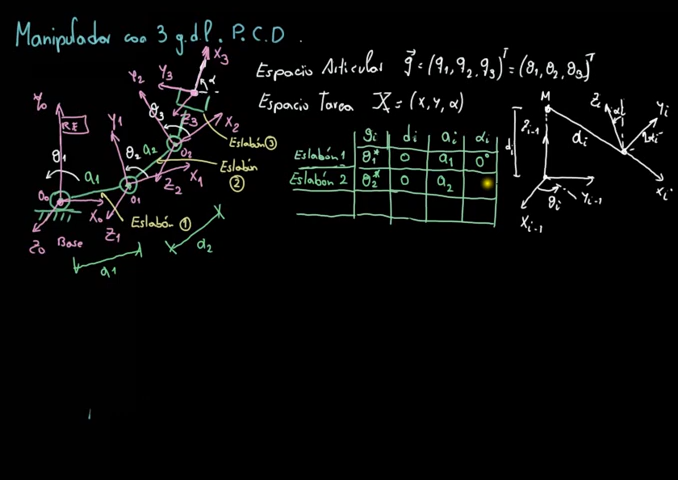 Manipulador con 3 g.d.l. P.C.D.
Espacio Articular q = (q1, q2, q3)^T = (θ1, θ2, θ3)^T
Espacio Tarea X = (x, y, α)
θi di ai αi
Eslabón 1 θ1* 0 a1 0°
Eslabón 2 θ2* 0 a2
X3
Y2 Y3 α
Z3
θ3
X2
Eslabón ③
Y0
R.F.
Y1
a2
θ2
O2
Eslabón ②
θ1
a1
Z2
X1
O0
O1
X0
Eslabón ①
Z0 Base Z1
a1
a2
M
Zi αi Yi
Zi-1
di
ai
Xi
θi Yi-1
Xi-1